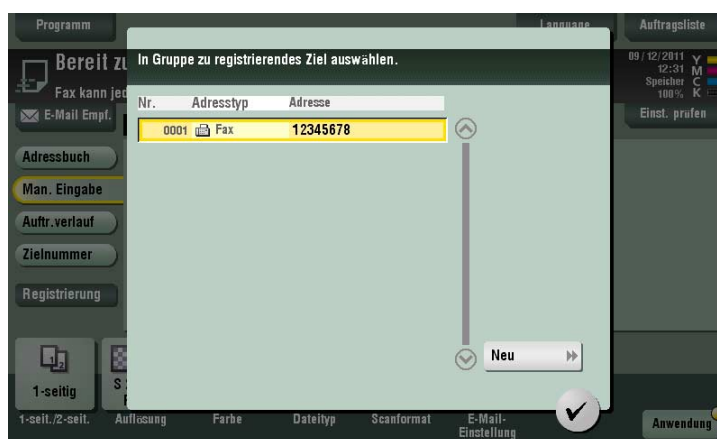 Programm
Language
Auftragsliste
Bereit zu
In Gruppe zu registrierendes Ziel auswählen.
09/12/2011
12:31
Speicher
100%
Y
M
C
K
Fax kann jed
E-Mail Empf.
Einst. prüfen
Nr. Adresstyp Adresse
0001 Fax 12345678
Adressbuch
Man. Eingabe
Auftr.verlauf
Zielnummer
Registrierung
Neu
1-seitig
S
1-seit./2-seit. Auflösung Farbe Dateityp Scanformat E-Mail-
Einstellung
Anwendung